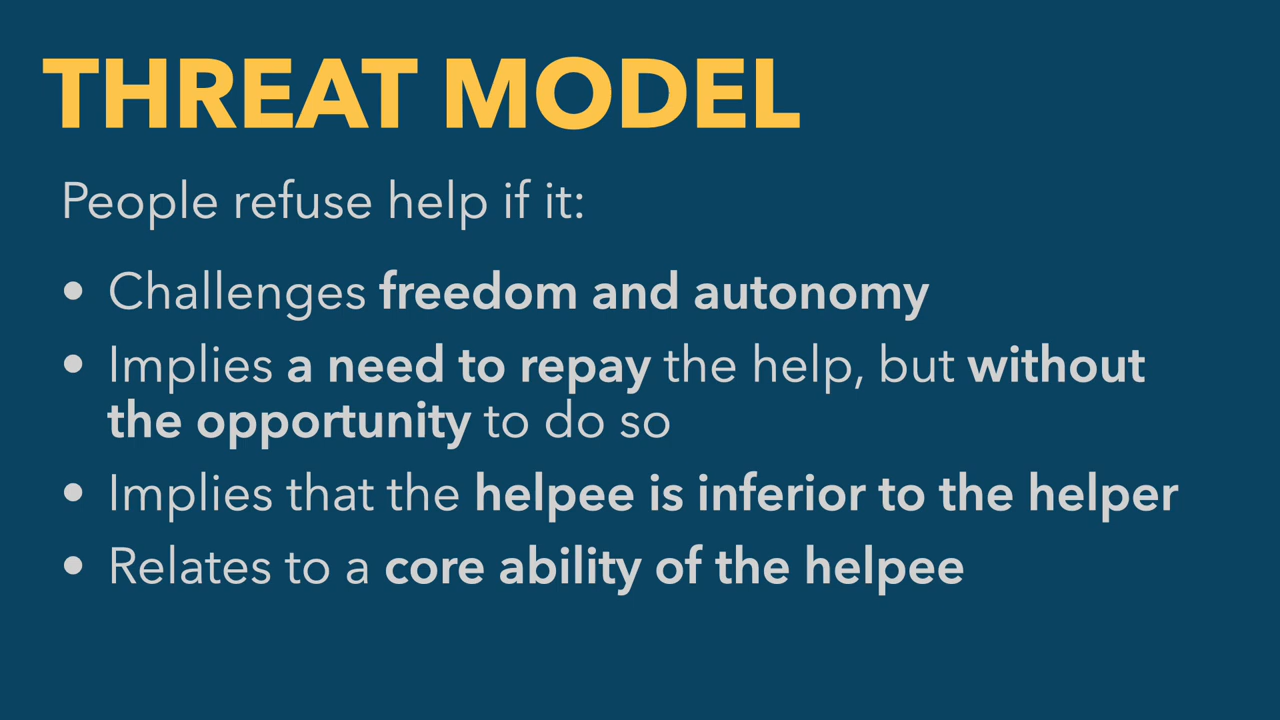 THREAT MODEL
People refuse help if it:
• Challenges freedom and autonomy
• Implies a need to repay the help, but without
the opportunity to do so
• Implies that the helpee is inferior to the helper
• Relates to a core ability of the helpee